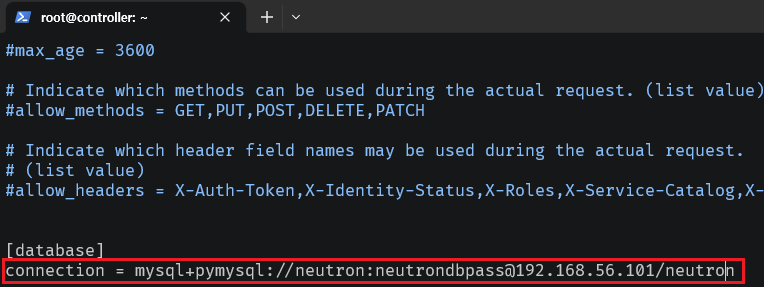 root@controller: ~
#max_age = 3600
# Indicate which methods can be used during the actual request. (list value)
#allow_methods = GET,PUT,POST,DELETE,PATCH
# Indicate which header field names may be used during the actual request.
# (list value)
#allow_headers = X-Auth-Token,X-Identity-Status,X-Roles,X-Service-Catalog,X-
[database]
connection = mysql+pymysql://neutron:neutrondbpass@192.168.56.101/neutron